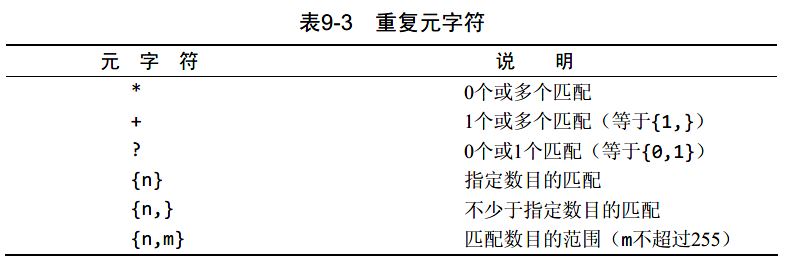 表9-3 重复元字符
元 字 符 说 明
* 0个或多个匹配
+ 1个或多个匹配（等于{1,}）
? 0个或1个匹配（等于{0,1}）
{n} 指定数目的匹配
{n,} 不少于指定数目的匹配
{n,m} 匹配数目的范围（m不超过255）